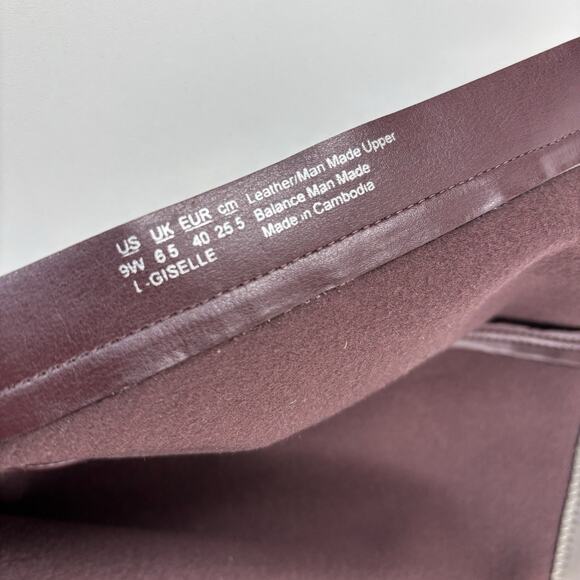 US UK EUR cm Leather/Man Made Upper
9W 6 5 40 25 5 Balance Man Made
L-GISELLE Made in Cambodia